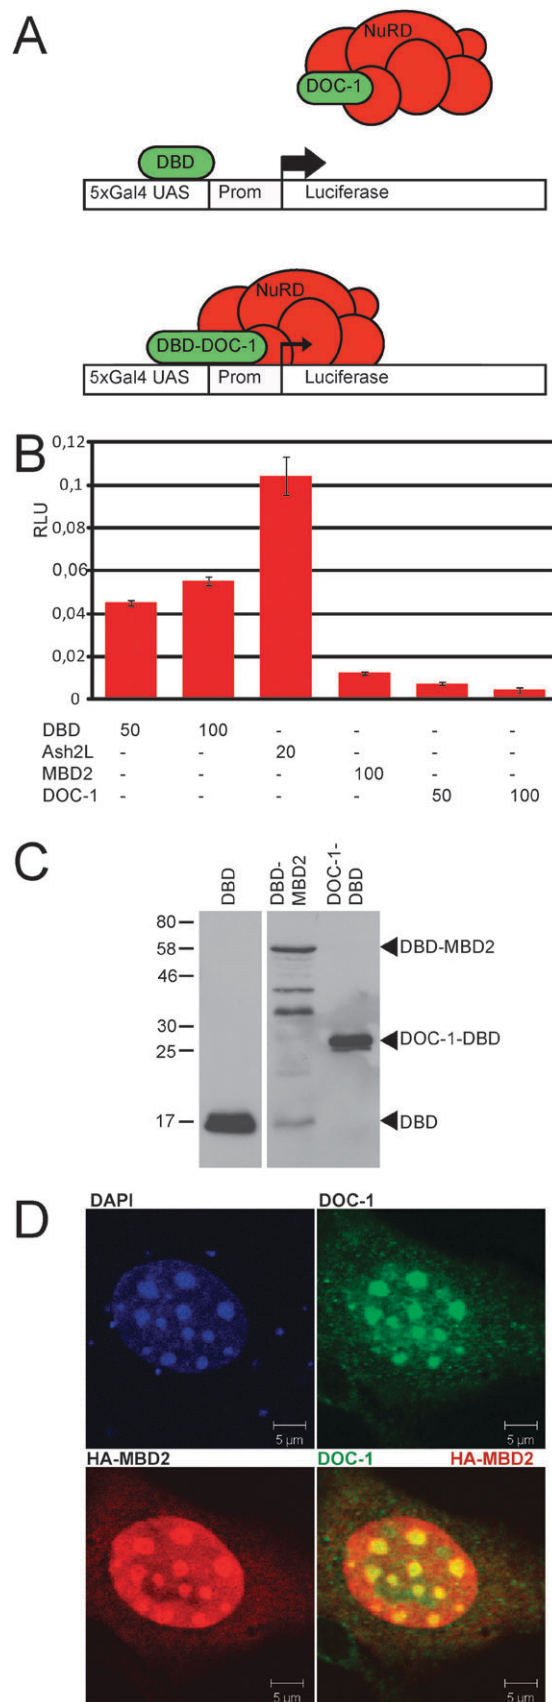 A
NuRD
DOC-1
DBD
5xGal4 UAS Prom Luciferase
NuRD
DBD-DOC-1
5xGal4 UAS Prom Luciferase
B
RLU
0,12
0,1
0,08
0,06
0,04
0,02
0
DBD 50 100 - - - -
Ash2L - - 20 - - -
MBD2 - - - 100 - -
DOC-1 - - - - 50 100
C
DBD
DBD-
MBD2
DOC-1-
DBD
80
58
46
30
25
17
DBD-MBD2
DOC-1-DBD
DBD
D
DAPI
5 µm
DOC-1
5 µm
HA-MBD2
5 µm
DOC-1 HA-MBD2
5 µm